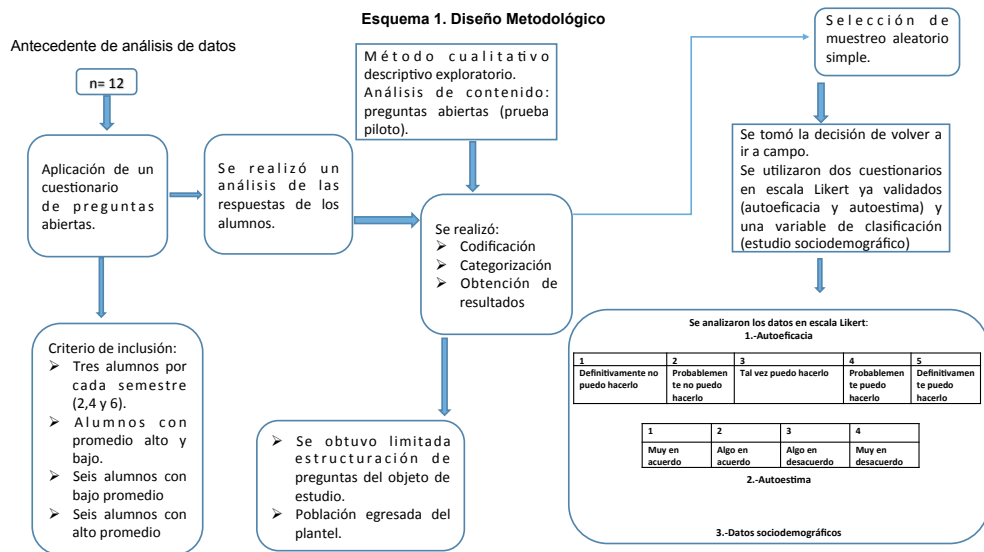 Esquema 1. Diseño Metodológico
Antecedente de análisis de datos
n= 12
Aplicación de un
cuestionario
de preguntas
abiertas.
Se realizó un
análisis de las
respuestas de los
alumnos.
Método cualitativo
descriptivo exploratorio.
Análisis de contenido:
preguntas abiertas (prueba
piloto).
Se realizó:
➢ Codificación
➢ Categorización
➢ Obtención de
resultados
Selección de
muestreo aleatorio
simple.
Se tomó la decisión de volver a
ir a campo.
Se utilizaron dos cuestionarios
en escala Likert ya validados
(autoeficacia y autoestima) y
una variable de clasificación
(estudio sociodemográfico)
Criterio de inclusión:
➢ Tres alumnos por
cada semestre
(2,4 y 6).
➢ Alumnos con
promedio alto y
bajo.
➢ Seis alumnos con
bajo promedio
➢ Seis alumnos con
alto promedio
➢ Se obtuvo limitada
estructuración de
preguntas del objeto de
estudio.
➢ Población egresada del
plantel.
Se analizaron los datos en escala Likert:
1.-Autoeficacia
1 2 3 4 5
Definitivamente no Probablemen Tal vez puedo hacerlo Probablemen Definitivamen
puedo hacerlo te no puedo te puedo te puedo
hacerlo hacerlo hacerlo
1 2 3 4
Muy en Algo en Algo en Muy en
acuerdo acuerdo desacuerdo desacuerdo
2.-Autoestima
3.-Datos sociodemográficos